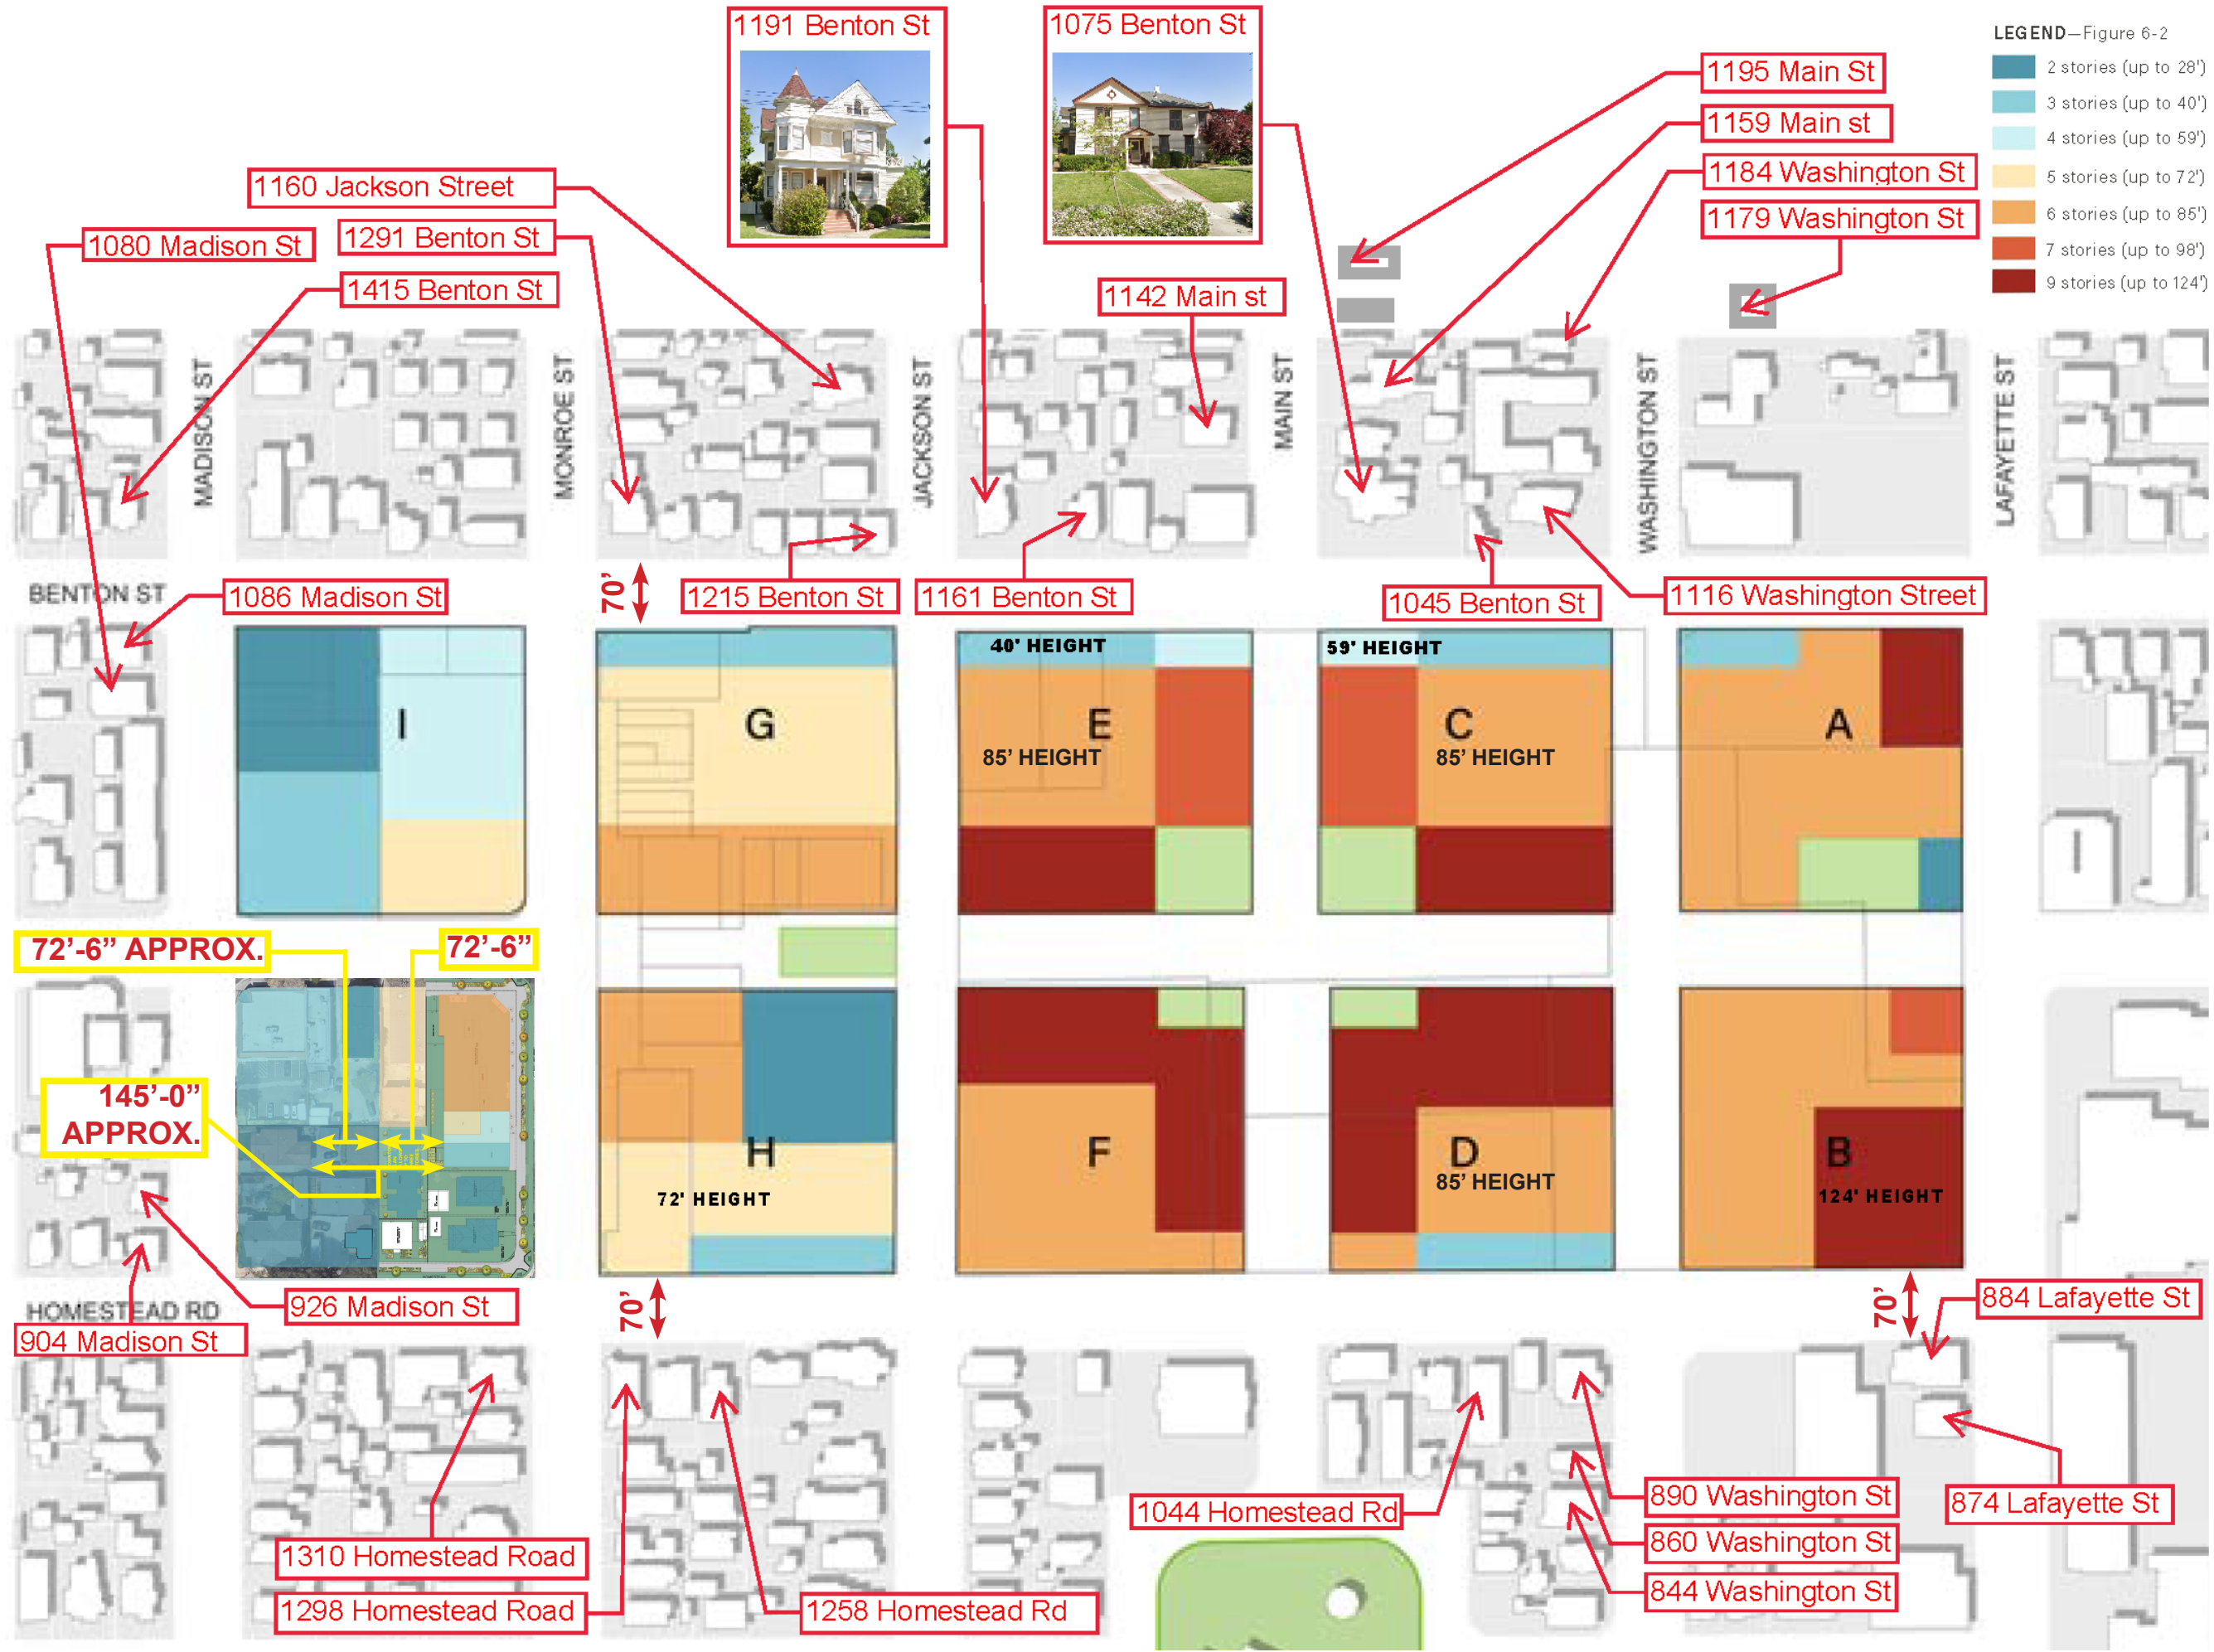 1191 Benton St
1075 Benton St
LEGEND—Figure 6-2
2 stories (up to 28')
3 stories (up to 40')
4 stories (up to 59')
5 stories (up to 72')
6 stories (up to 85')
7 stories (up to 98')
9 stories (up to 124')
1195 Main St
1159 Main st
1184 Washington St
1179 Washington St
1160 Jackson Street
1080 Madison St
1291 Benton St
1415 Benton St
1142 Main st
MADISON ST
MONROE ST
JACKSON ST
MAIN ST
WASHINGTON ST
LAFAYETTE ST
BENTON ST
1086 Madison St
70'
1215 Benton St
1161 Benton St
1045 Benton St
1116 Washington Street
40' HEIGHT
59' HEIGHT
I
G
E
C
A
85' HEIGHT
85' HEIGHT
72'-6" APPROX.
72'-6"
145'-0"
APPROX.
H
F
D
B
72' HEIGHT
85' HEIGHT
124' HEIGHT
HOMESTEAD RD
926 Madison St
904 Madison St
70'
70'
884 Lafayette St
1044 Homestead Rd
890 Washington St
874 Lafayette St
860 Washington St
844 Washington St
1310 Homestead Road
1298 Homestead Road
1258 Homestead Rd